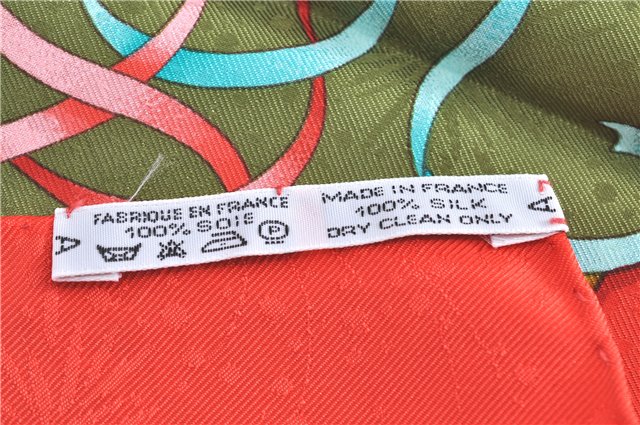 A
FABRIQUE EN FRANCE
100% SOIE
P
MADE IN FRANCE
100% SILK
DRY CLEAN ONLY
A